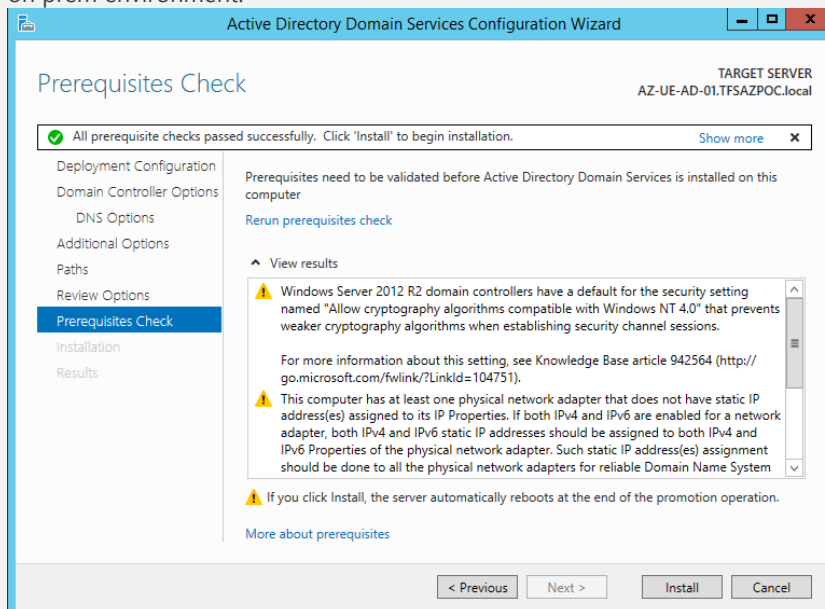 on prem environment.
Active Directory Domain Services Configuration Wizard
Prerequisites Check
TARGET SERVER
AZ-UE-AD-01.TFSAZPOC.local
All prerequisite checks passed successfully. Click 'Install' to begin installation.
Show more
Deployment Configuration
Domain Controller Options
DNS Options
Additional Options
Paths
Review Options
Prerequisites Check
Installation
Results
Prerequisites need to be validated before Active Directory Domain Services is installed on this
computer
Rerun prerequisites check
View results
Windows Server 2012 R2 domain controllers have a default for the security setting
named "Allow cryptography algorithms compatible with Windows NT 4.0" that prevents
weaker cryptography algorithms when establishing security channel sessions.
For more information about this setting, see Knowledge Base article 942564 (http://
go.microsoft.com/fwlink/?LinkId=104751).
This computer has at least one physical network adapter that does not have static IP
address(es) assigned to its IP Properties. If both IPv4 and IPv6 are enabled for a network
adapter, both IPv4 and IPv6 static IP addresses should be assigned to both IPv4 and
IPv6 Properties of the physical network adapter. Such static IP address(es) assignment
should be done to all the physical network adapters for reliable Domain Name System
If you click Install, the server automatically reboots at the end of the promotion operation.
More about prerequisites
< Previous
Next >
Install
Cancel